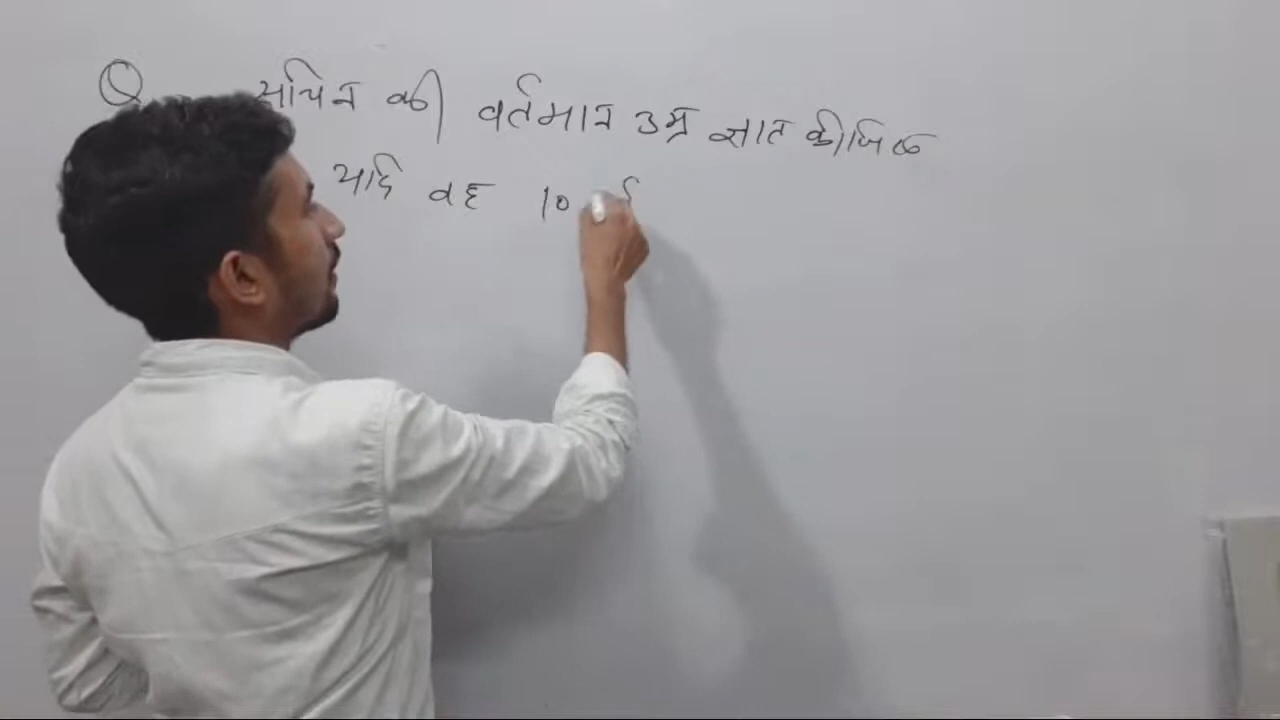 Q सचिन की वर्तमान उम्र ज्ञात कीजिए
यदि वह 10